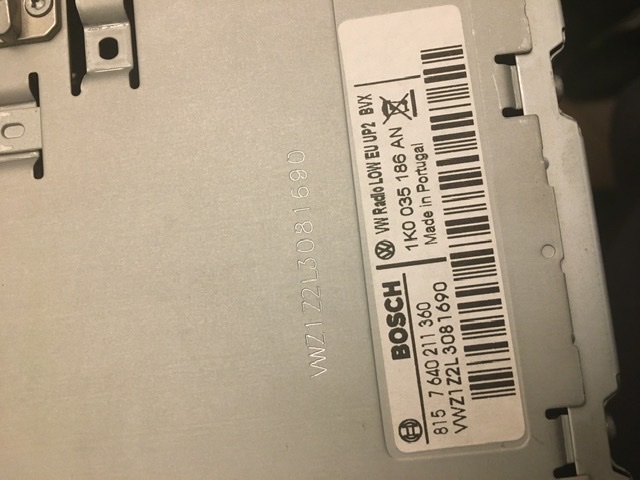 VWZ1Z2L3081690
VW Radio LOW EU UP2 BVX
1K0 035 186 AN
Made in Portugal
BOSCH
815 7 640 211 360
VWZ1Z2L3081690